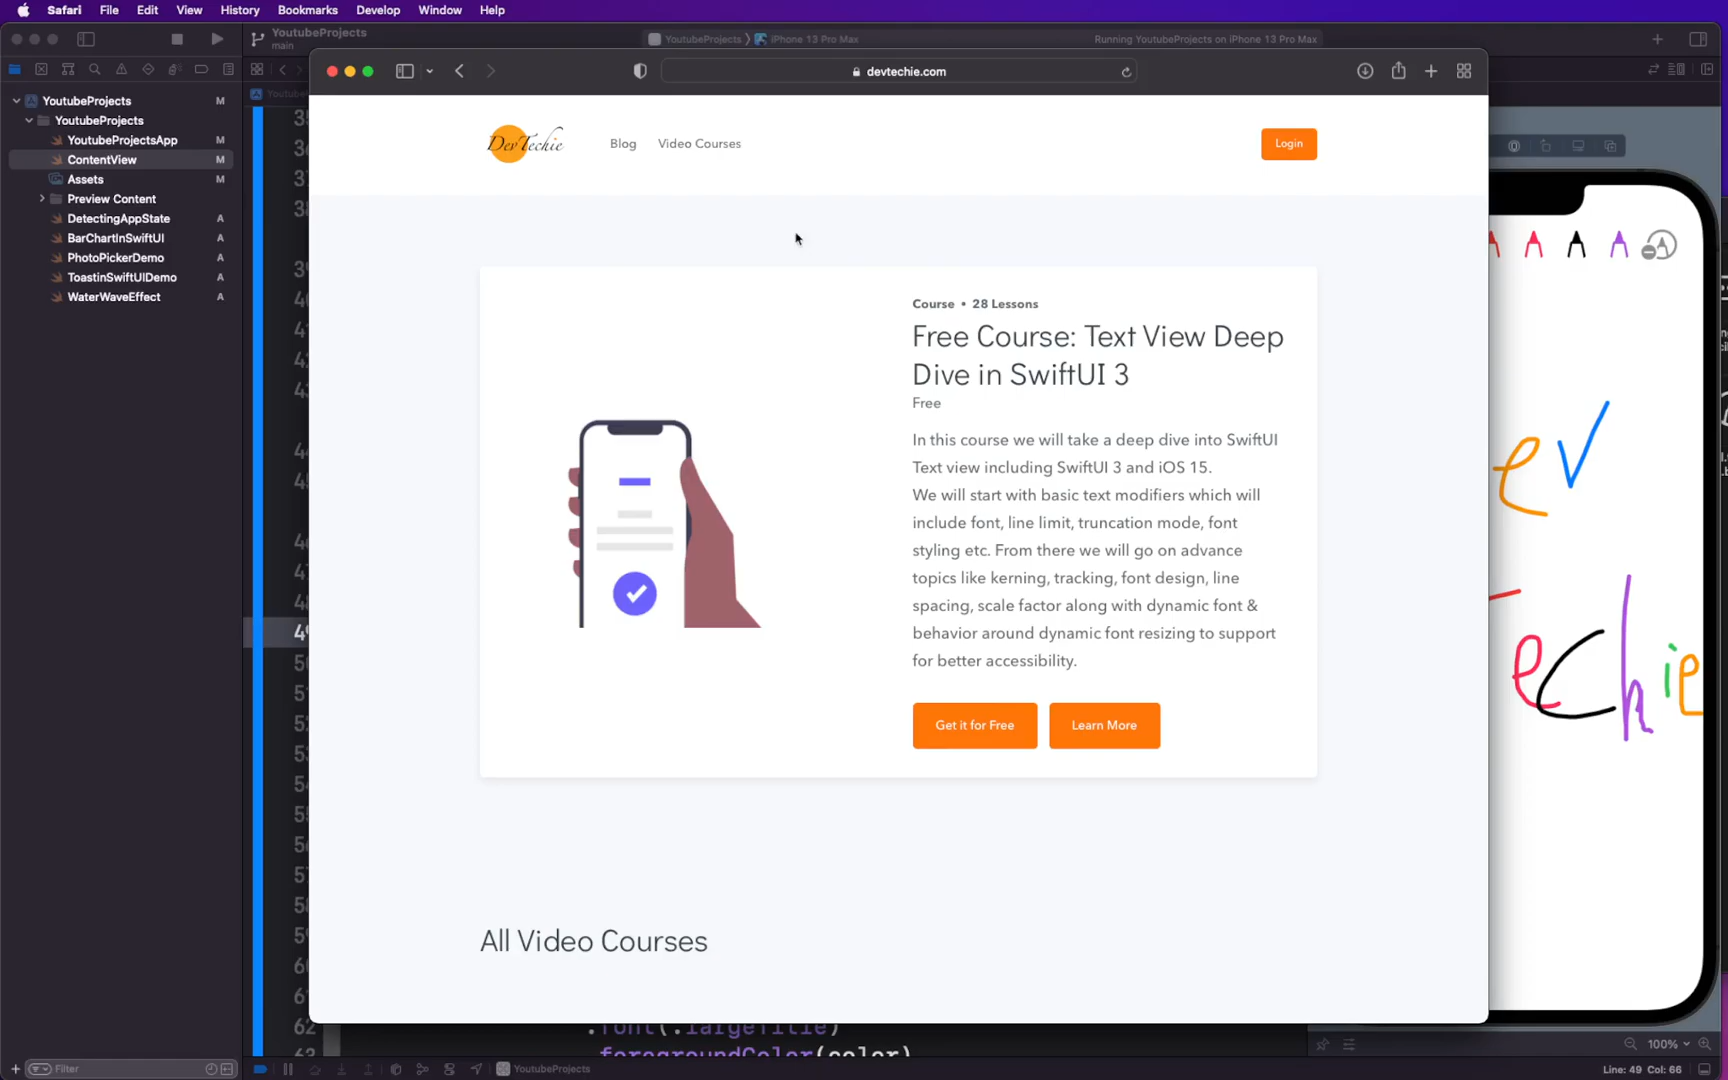 Safari File Edit View History Bookmarks Develop Window Help
YoutubeProjects
main
YoutubeProjects 〉 iPhone 13 Pro Max
Running YoutubeProjects on iPhone 13 Pro Max
devtechie.com
YoutubeProjects M
YoutubeProjects
YoutubeProjectsApp M
ContentView M
Assets M
Preview Content
DetectingAppState A
BarChartInSwiftUI A
PhotoPickerDemo A
ToastinSwiftUIDemo A
WaterWaveEffect A
DevTechie
Blog Video Courses
Login
Course • 28 Lessons
Free Course: Text View Deep
Dive in SwiftUI 3
Free
In this course we will take a deep dive into SwiftUI
Text view including SwiftUI 3 and iOS 15.
We will start with basic text modifiers which will
include font, line limit, truncation mode, font
styling etc. From there we will go on advance
topics like kerning, tracking, font design, line
spacing, scale factor along with dynamic font &
behavior around dynamic font resizing to support
for better accessibility.
Get it for Free Learn More
All Video Courses
ev
echie
62 .font(.largeTitle)
.foregroundColor(color)
Filter
YoutubeProjects
100%
Line: 49 Col: 66